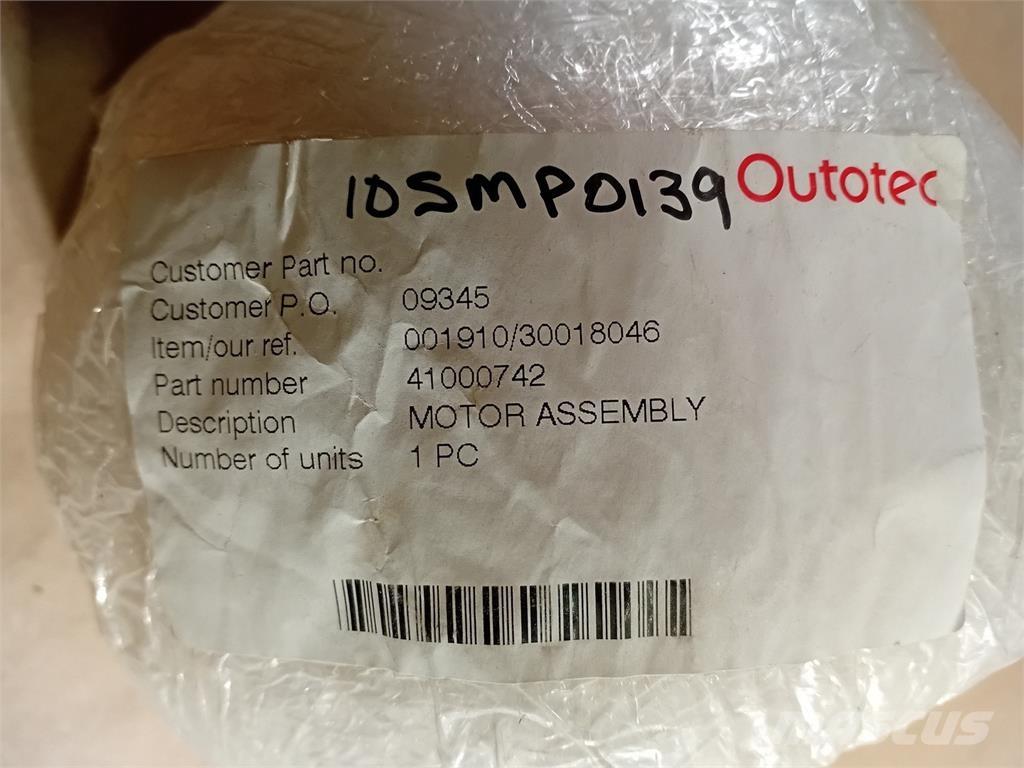 10SMP0139 Outotec
Customer Part no.
Customer P.O. 09345
Item/our ref. 001910/30018046
Part number 41000742
Description MOTOR ASSEMBLY
Number of units 1 PC
Mascus